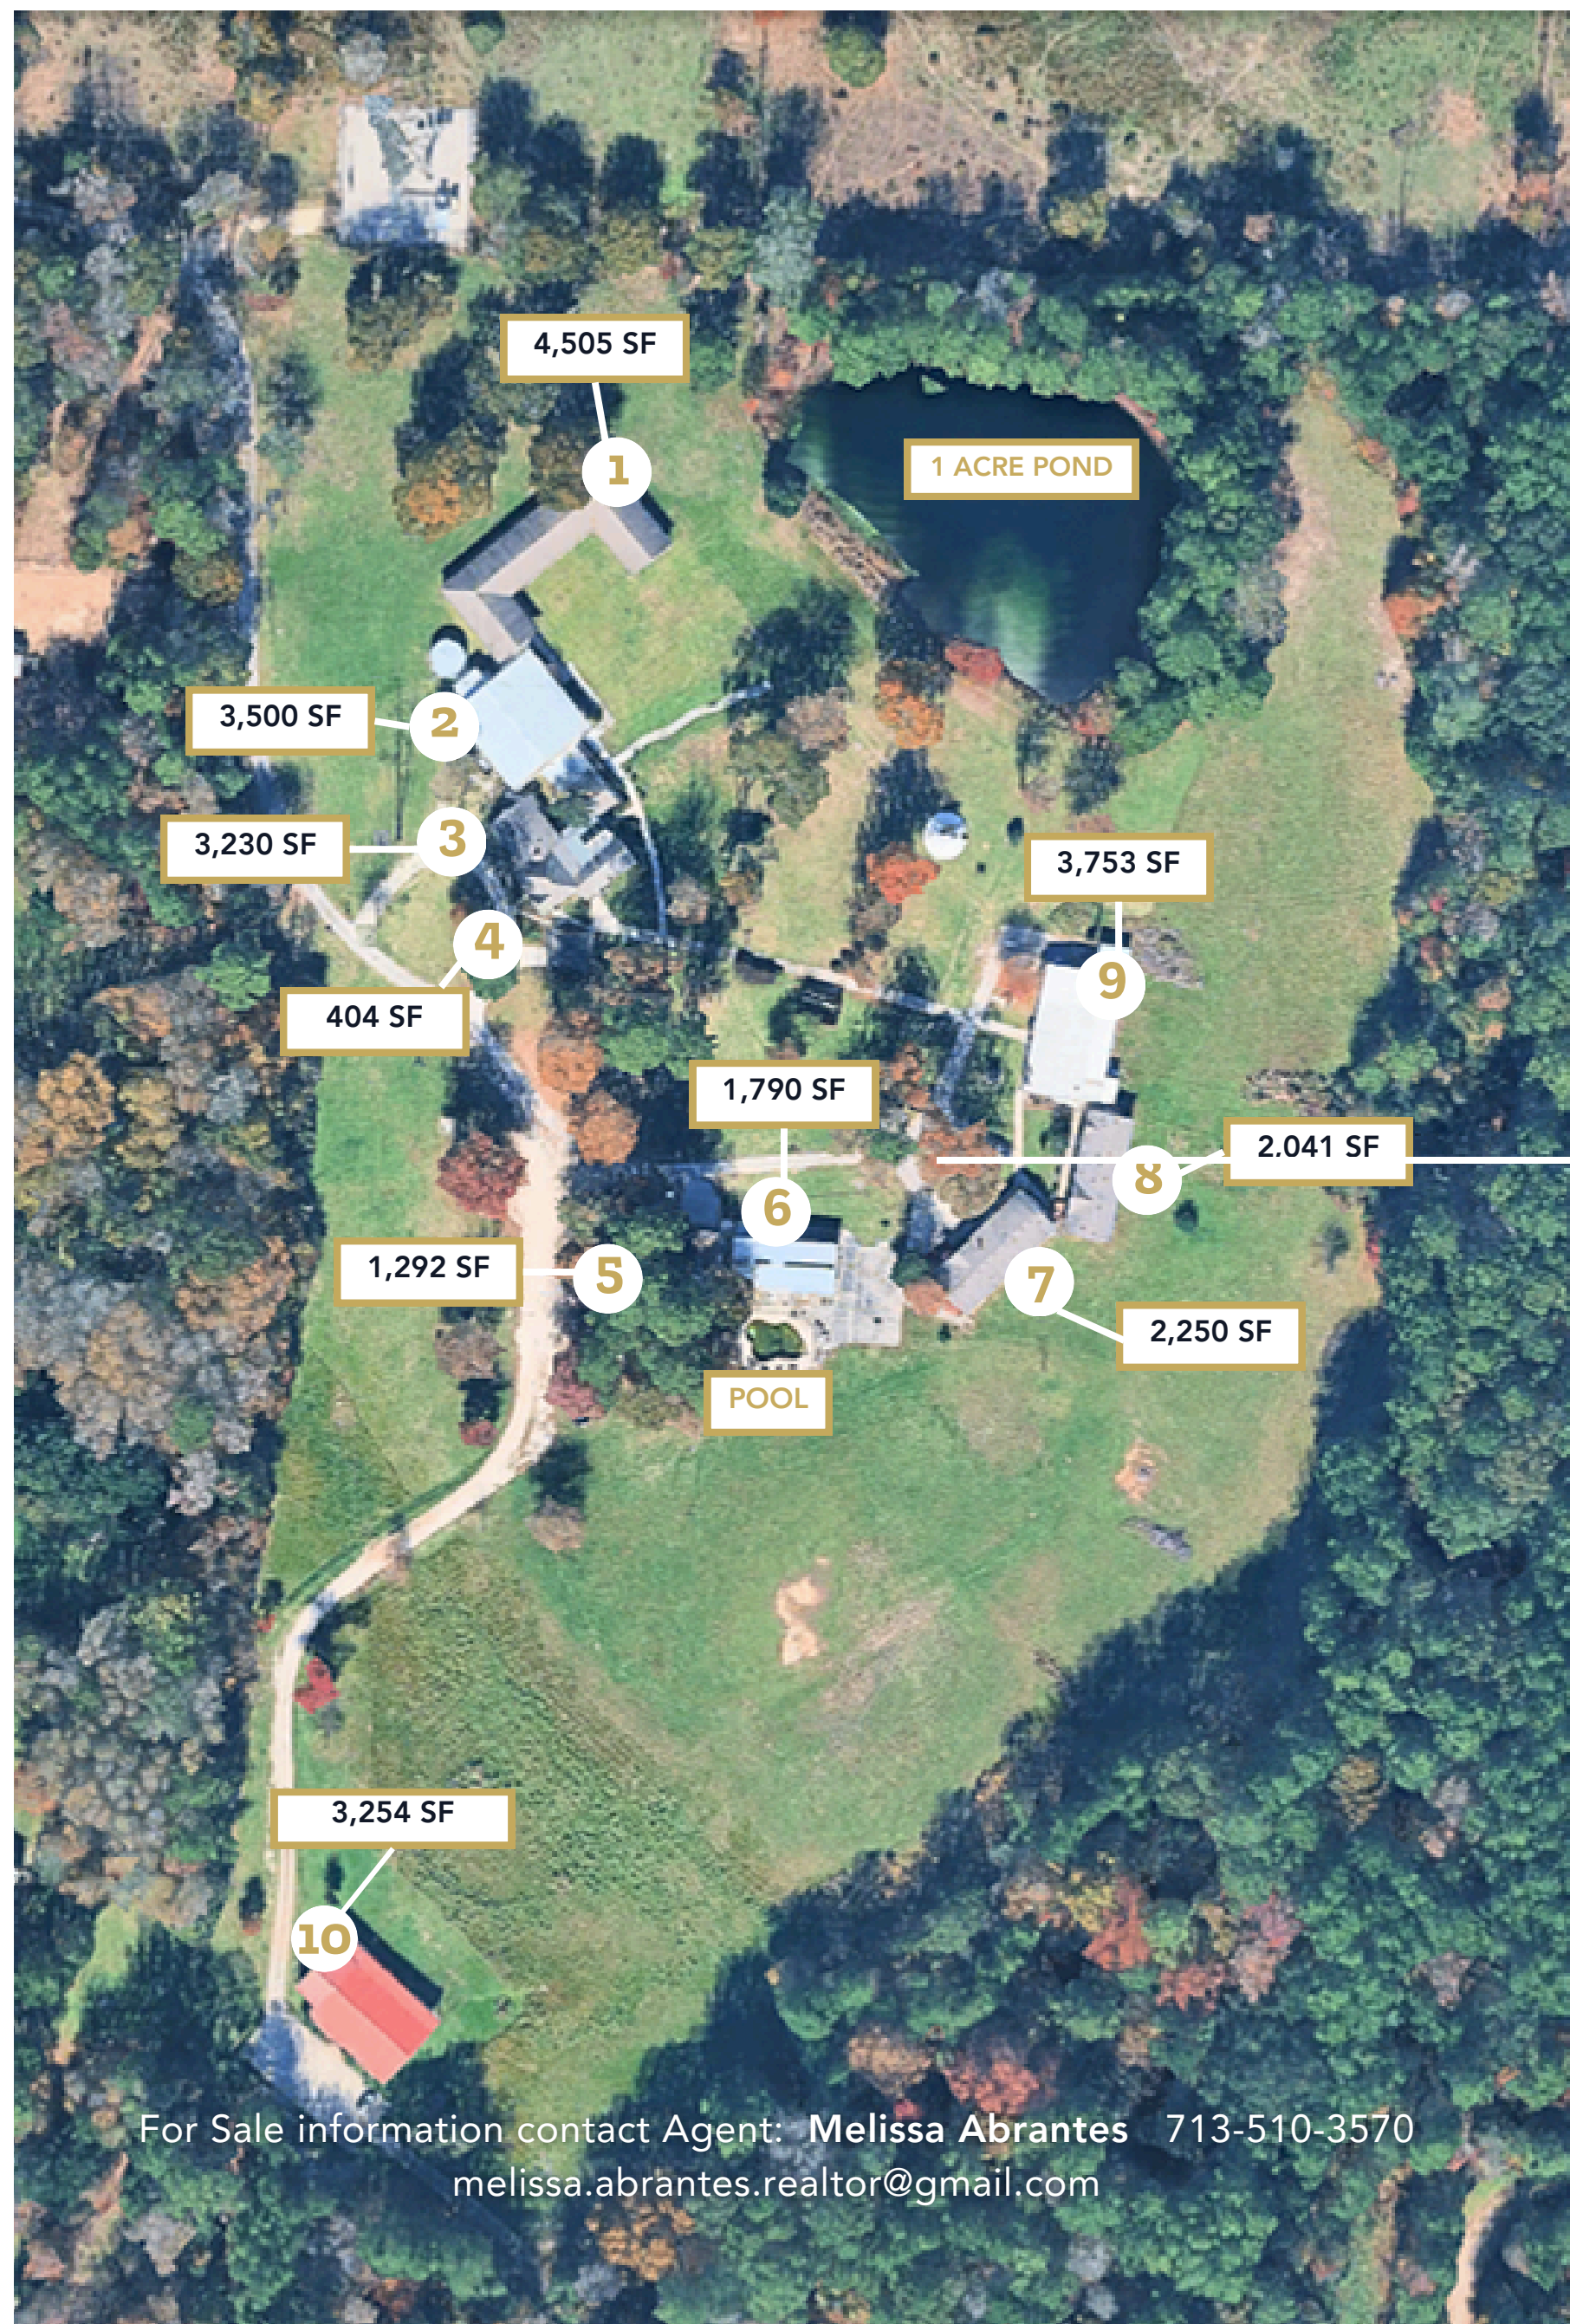 4,505 SF
1
1 ACRE POND
3,500 SF
2
3,230 SF
3
3,753 SF
4
9
404 SF
1,790 SF
2.041 SF
8
6
1,292 SF
5
7
2,250 SF
POOL
3,254 SF
10
For Sale information contact Agent: Melissa Abrantes 713-510-3570
melissa.abrantes.realtor@gmail.com